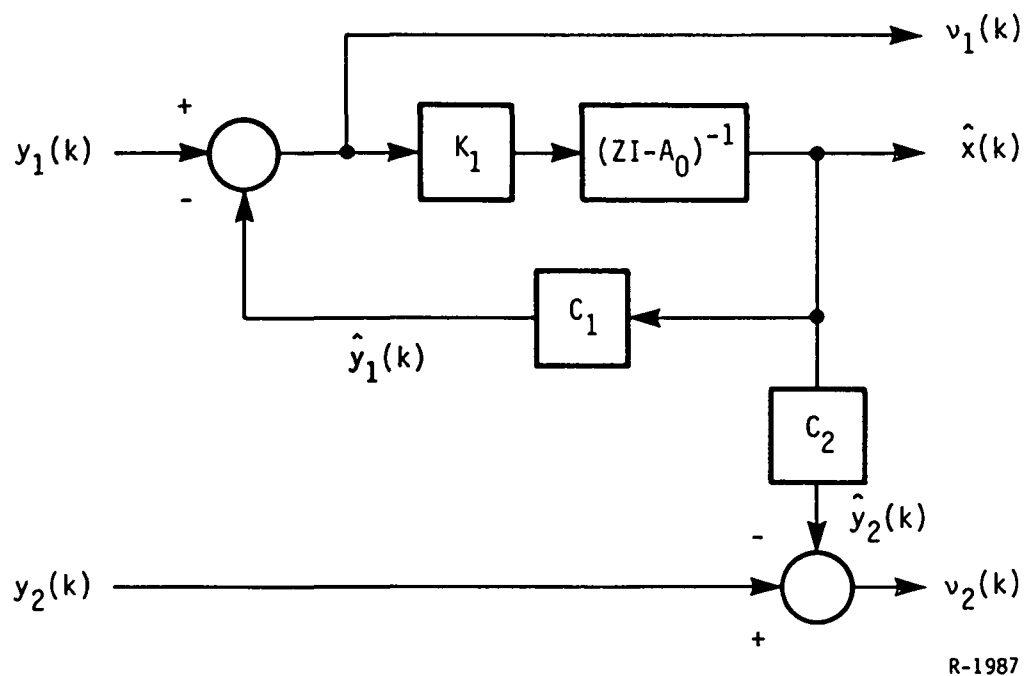 ν₁(k)
+
y₁(k)
K₁
(ZI-A₀)⁻¹
x̂(k)
-
C₁
ŷ₁(k)
C₂
ŷ₂(k)
-
y₂(k)
ν₂(k)
+
R-1987